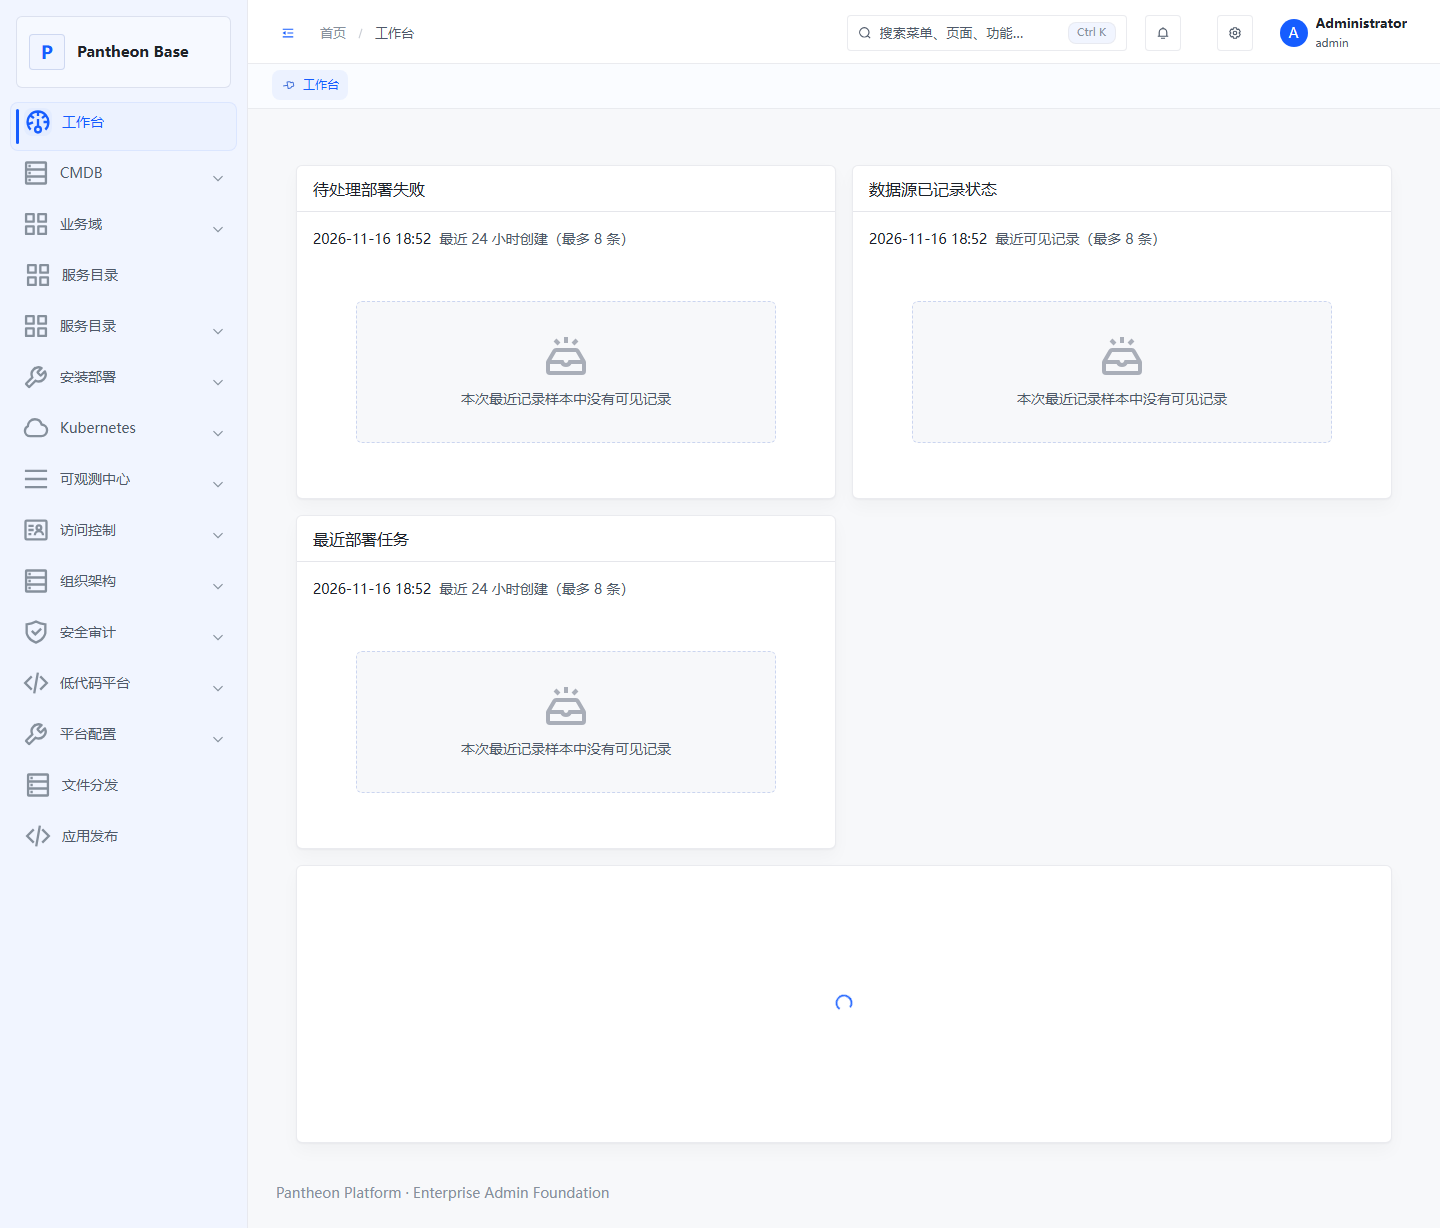 P Pantheon Base
工作台
CMDB
业务域
服务目录
服务目录
安装部署
Kubernetes
可观测中心
访问控制
组织架构
安全审计
低代码平台
平台配置
文件分发
应用发布
首页 / 工作台
搜索菜单、页面、功能... Ctrl K
A
Administrator
admin
工作台
待处理部署失败
2026-11-16 18:52 最近 24 小时创建（最多 8 条）
本次最近记录样本中没有可见记录
数据源已记录状态
2026-11-16 18:52 最近可见记录（最多 8 条）
本次最近记录样本中没有可见记录
最近部署任务
2026-11-16 18:52 最近 24 小时创建（最多 8 条）
本次最近记录样本中没有可见记录
Pantheon Platform · Enterprise Admin Foundation